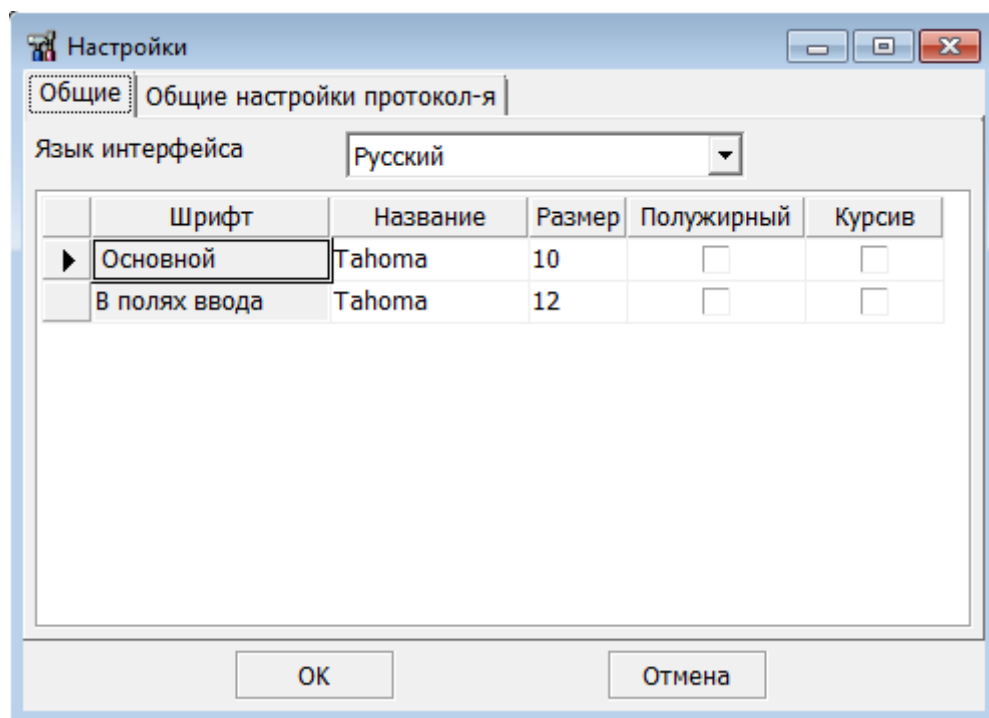 Настройки
Общие Общие настройки протокол-я
Язык интерфейса Русский
Шрифт Название Размер Полужирный Курсив
Основной Tahoma 10
В полях ввода Tahoma 12
OK Отмена